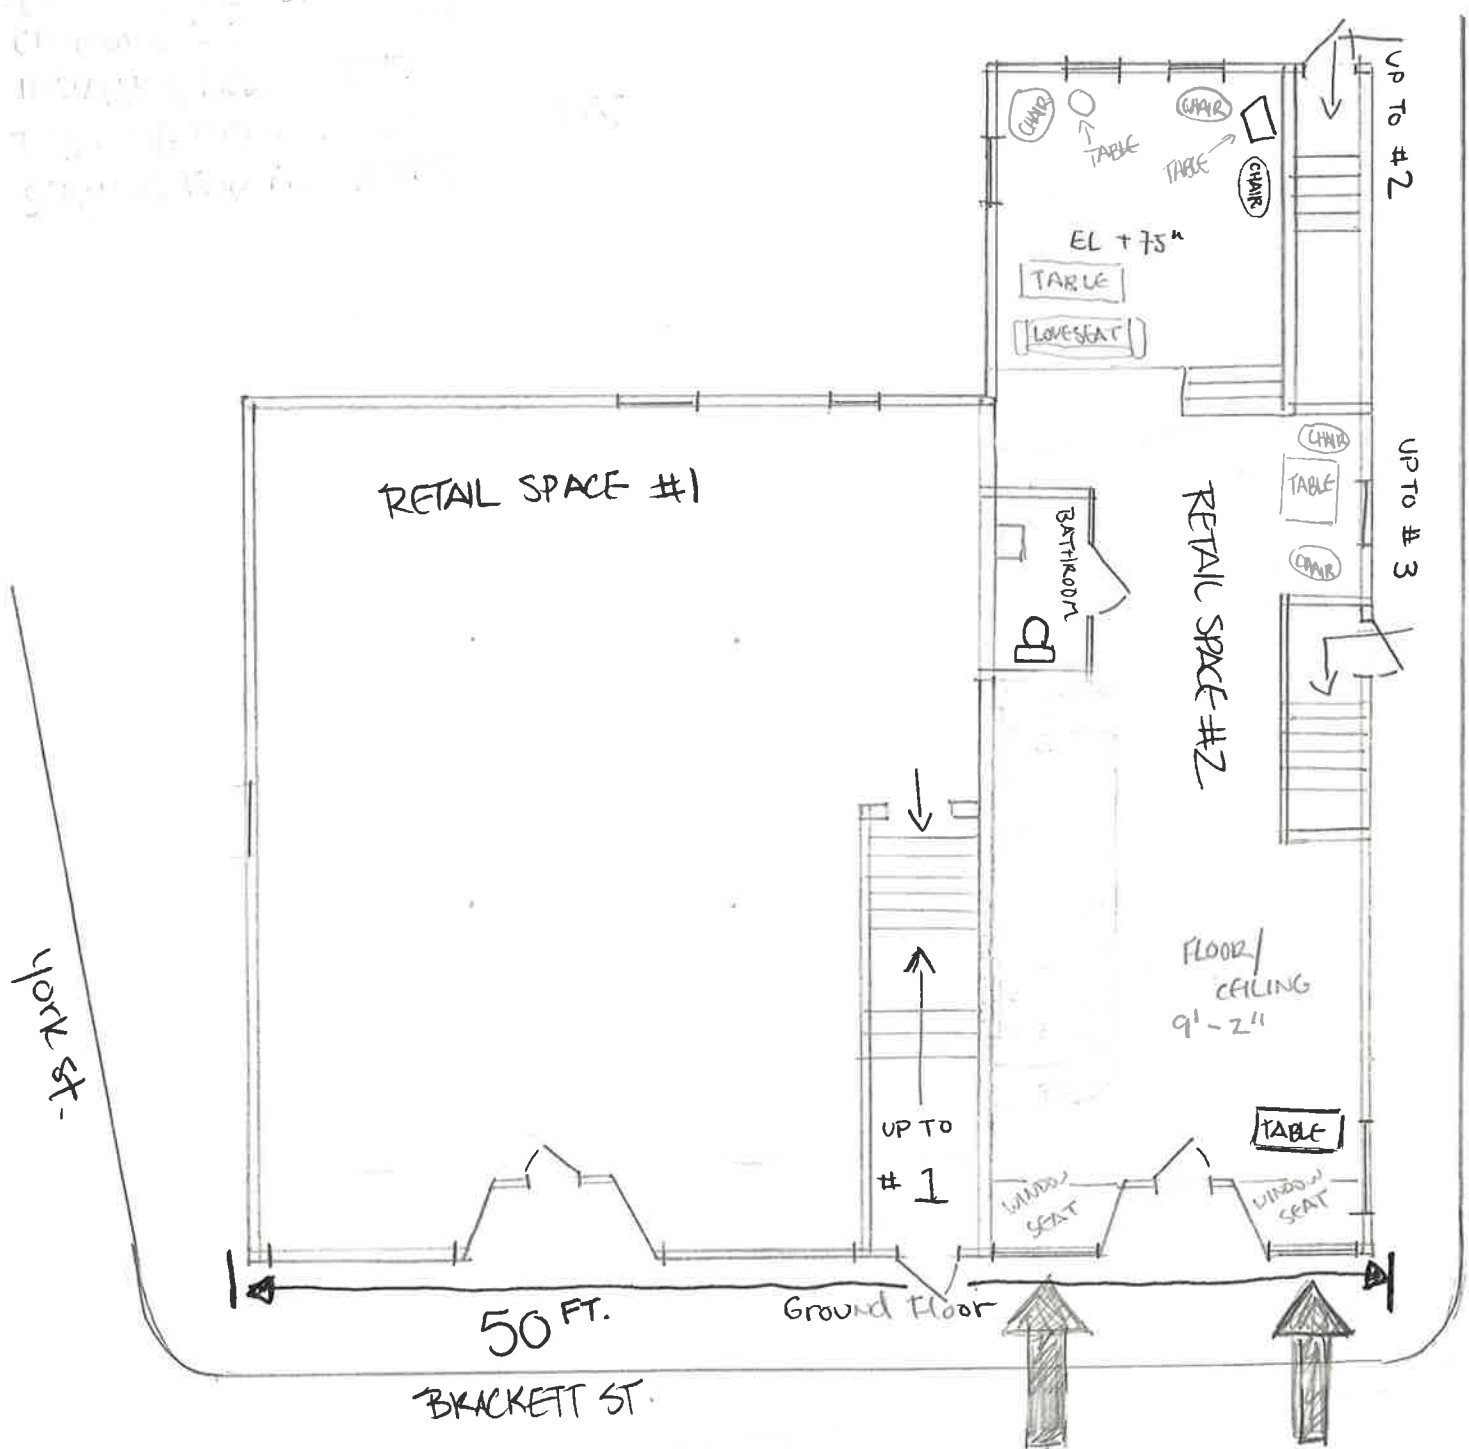 UP TO #2
CHAIR
TABLE
CHAIR
TABLE
CHAIR
EL +75"
TABLE
LOVESEAT
RETAIL SPACE #1
CHAIR
TABLE
CHAIR
UP TO #3
BATHROOM
RETAIL SPACE #2
FLOOR/
CEILING
9'-2"
York St.
UP TO
#1
TABLE
WINDOW
SEAT
WINDOW
SEAT
50 FT.
Ground Floor
BRACKETT ST.